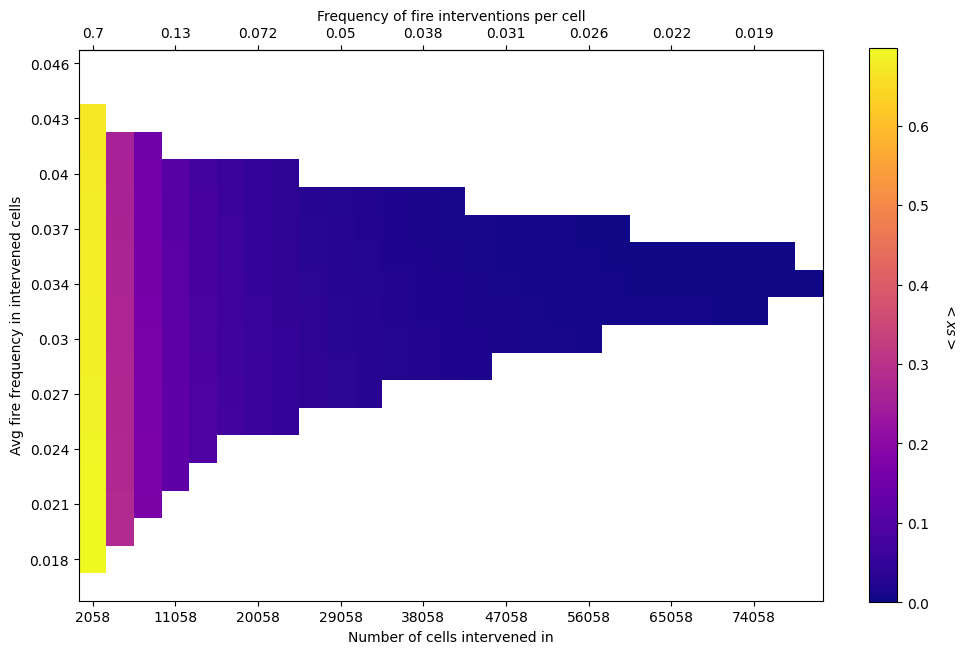 Frequency of fire interventions per cell
0.7 0.13 0.072 0.05 0.038 0.031 0.026 0.022 0.019
Avg fire frequency in intervened cells
0.046
0.043
0.04
0.037
0.034
0.03
0.027
0.024
0.021
0.018
2058 11058 20058 29058 38058 47058 56058 65058 74058
Number of cells intervened in
0.6
0.5
0.4
0.3
0.2
0.1
0.0
< sx >